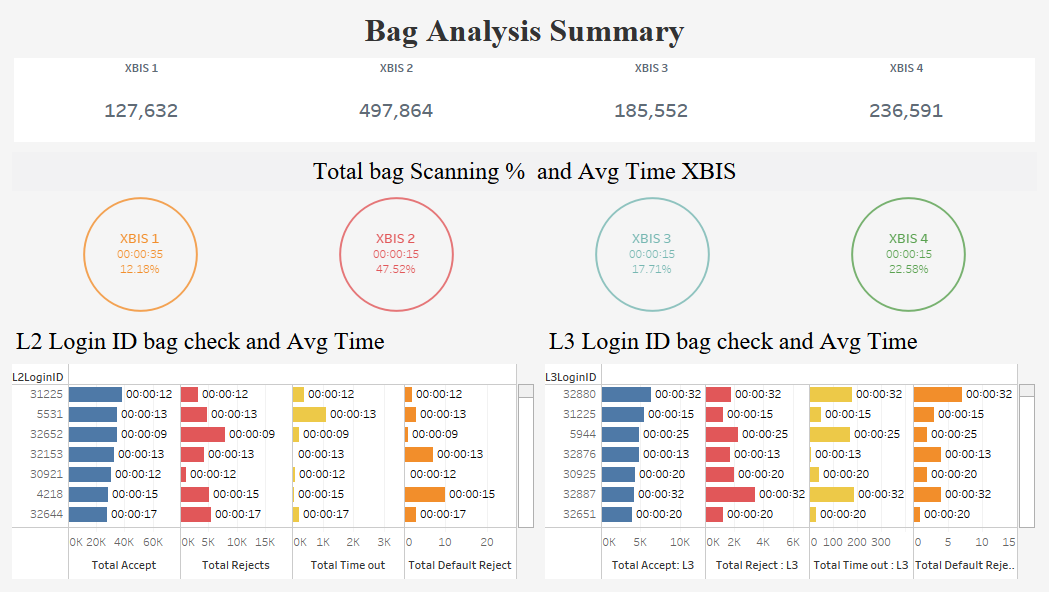 Bag Analysis Summary
XBIS 1 XBIS 2 XBIS 3 XBIS 4
127,632 497,864 185,552 236,591
Total bag Scanning % and Avg Time XBIS
XBIS 1
00:00:35
12.18%
XBIS 2
00:00:15
47.52%
XBIS 3
00:00:15
17.71%
XBIS 4
00:00:15
22.58%
L2 Login ID bag check and Avg Time
L2LoginID
31225 00:00:12 00:00:12 00:00:12 00:00:12
5531 00:00:13 00:00:13 00:00:13 00:00:13
32652 00:00:09 00:00:09 00:00:09 00:00:09
32153 00:00:13 00:00:13 00:00:13 00:00:13
30921 00:00:12 00:00:12 00:00:12 00:00:12
4218 00:00:15 00:00:15 00:00:15 00:00:15
32644 00:00:17 00:00:17 00:00:17 00:00:17
0K 20K 40K 60K 0K 5K 10K 15K 0K 1K 2K 3K 0 10 20
Total Accept Total Rejects Total Time out Total Default Reject
L3 Login ID bag check and Avg Time
L3LoginID
32880 00:00:32 00:00:32 00:00:32 00:00:32
31225 00:00:15 00:00:15 00:00:15 00:00:15
5944 00:00:25 00:00:25 00:00:25 00:00:25
32876 00:00:13 00:00:13 00:00:13 00:00:13
30925 00:00:20 00:00:20 00:00:20 00:00:20
32887 00:00:32 00:00:32 00:00:32 00:00:32
32651 00:00:20 00:00:20 00:00:20 00:00:20
0K 5K 10K 0K 2K 4K 6K 0 100 200 300 0 5 10 15
Total Accept: L3 Total Reject : L3 Total Time out : L3 Total Default Reje..